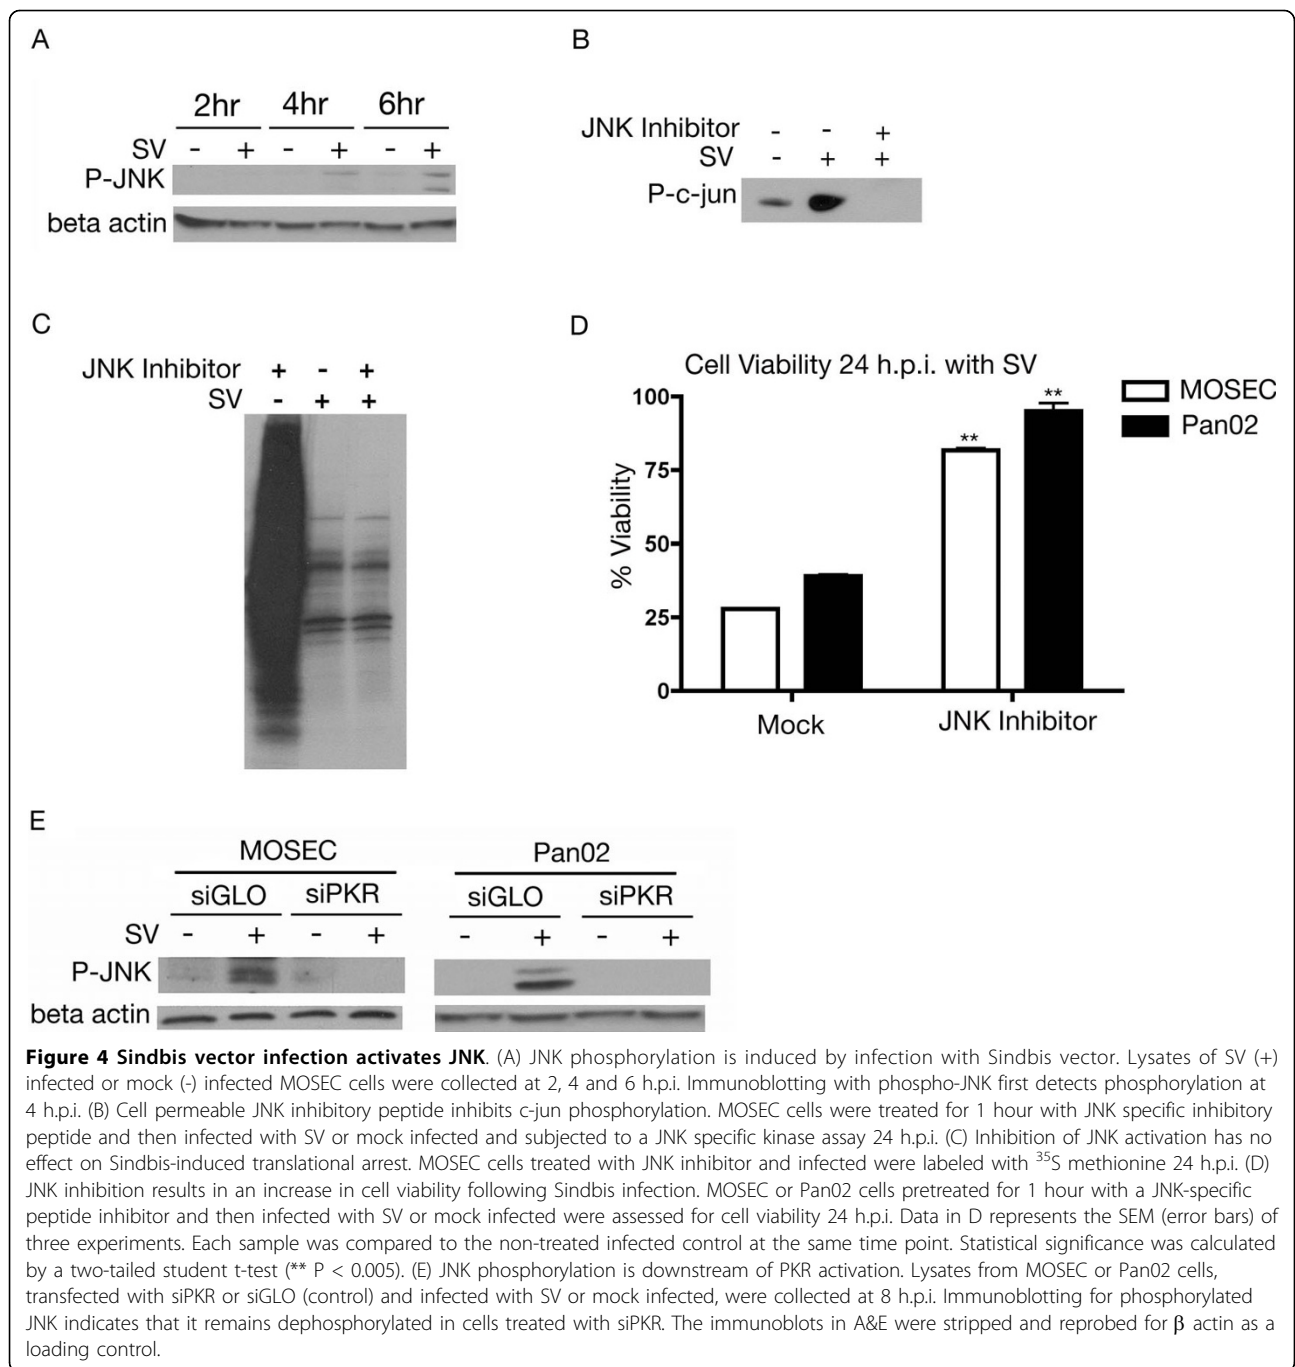 A
2hr 4hr 6hr
SV - + - + - +
P-JNK
beta actin
B
JNK Inhibitor - - +
SV - + +
P-c-jun
C
JNK Inhibitor + - +
SV - + +
D
Cell Viability 24 h.p.i. with SV
MOSEC
Pan02
% Viability
100
75
50
25
0
**
**
Mock JNK Inhibitor
E
MOSEC Pan02
siGLO siPKR siGLO siPKR
SV - + - + - + - +
P-JNK
beta actin
Figure 4 Sindbis vector infection activates JNK. (A) JNK phosphorylation is induced by infection with Sindbis vector. Lysates of SV (+)
infected or mock (-) infected MOSEC cells were collected at 2, 4 and 6 h.p.i. Immunoblotting with phospho-JNK first detects phosphorylation at
4 h.p.i. (B) Cell permeable JNK inhibitory peptide inhibits c-jun phosphorylation. MOSEC cells were treated for 1 hour with JNK specific inhibitory
peptide and then infected with SV or mock infected and subjected to a JNK specific kinase assay 24 h.p.i. (C) Inhibition of JNK activation has no
effect on Sindbis-induced translational arrest. MOSEC cells treated with JNK inhibitor and infected were labeled with ³⁵S methionine 24 h.p.i. (D)
JNK inhibition results in an increase in cell viability following Sindbis infection. MOSEC or Pan02 cells pretreated for 1 hour with a JNK-specific
peptide inhibitor and then infected with SV or mock infected were assessed for cell viability 24 h.p.i. Data in D represents the SEM (error bars) of
three experiments. Each sample was compared to the non-treated infected control at the same time point. Statistical significance was calculated
by a two-tailed student t-test (** P < 0.005). (E) JNK phosphorylation is downstream of PKR activation. Lysates from MOSEC or Pan02 cells,
transfected with siPKR or siGLO (control) and infected with SV or mock infected, were collected at 8 h.p.i. Immunoblotting for phosphorylated
JNK indicates that it remains dephosphorylated in cells treated with siPKR. The immunoblots in A&E were stripped and reprobed for β actin as a
loading control.